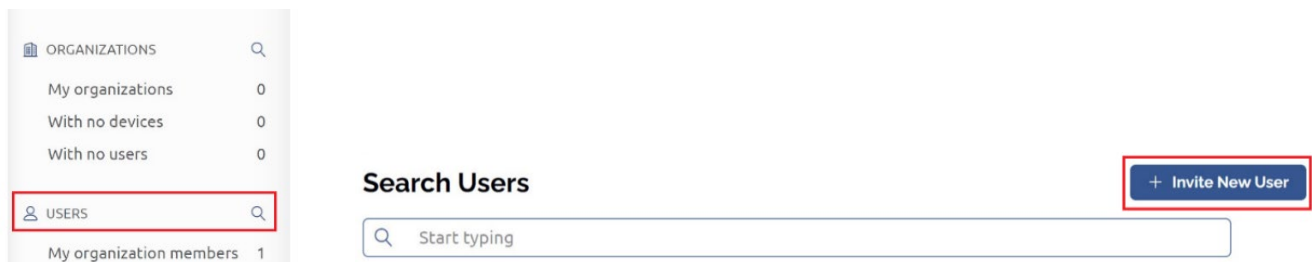 ORGANIZATIONS
My organizations 0
With no devices 0
With no users 0
USERS
My organization members 1
Search Users
+ Invite New User
Start typing